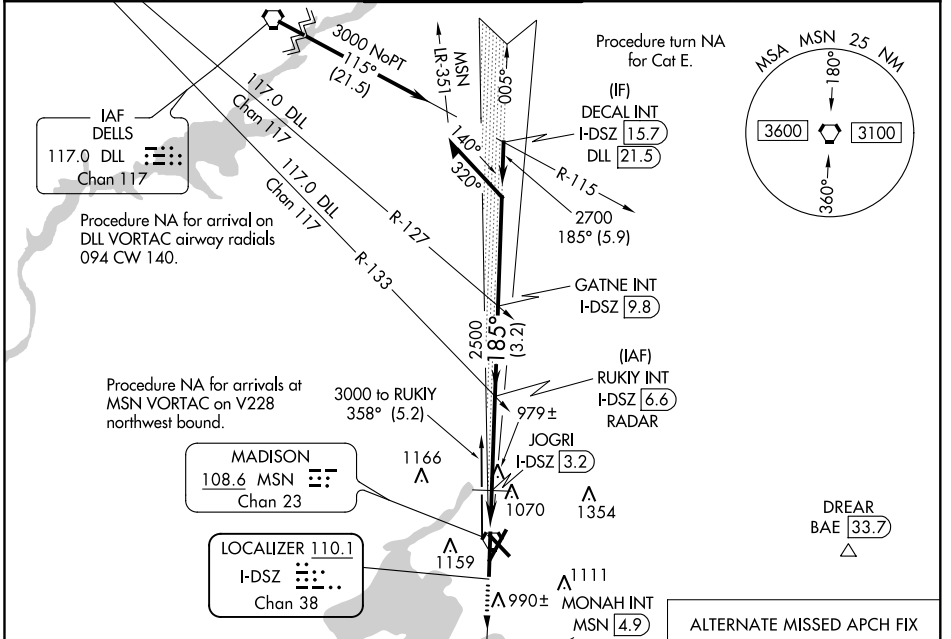 3000 NoPT
115°
(21.5)
MSN
LR-351
005°
Procedure turn NA
for Cat E.
(IF)
DECAL INT
I-DSZ 15.7
DLL 21.5
MSA MSN 25 NM
180°
3600
3100
360°
IAF
DELLS
117.0 DLL
Chan 117
117.0 DLL
Chan 117
117.0 DLL
Chan 117
140°
320°
R-115
2700
185° (5.9)
Procedure NA for arrival on
DLL VORTAC airway radials
094 CW 140.
R-127
R-133
GATNE INT
I-DSZ 9.8
2500
185°
(3.2)
(IAF)
RUKIY INT
I-DSZ 6.6
RADAR
Procedure NA for arrivals at
MSN VORTAC on V228
northwest bound.
3000 to RUKIY
358° (5.2)
979±
JOGRI
I-DSZ 3.2
MADISON
108.6 MSN
Chan 23
1166
1070
1354
DREAR
BAE 33.7
LOCALIZER 110.1
I-DSZ
Chan 38
1159
1111
990±
MONAH INT
MSN 4.9
ALTERNATE MISSED APCH FIX